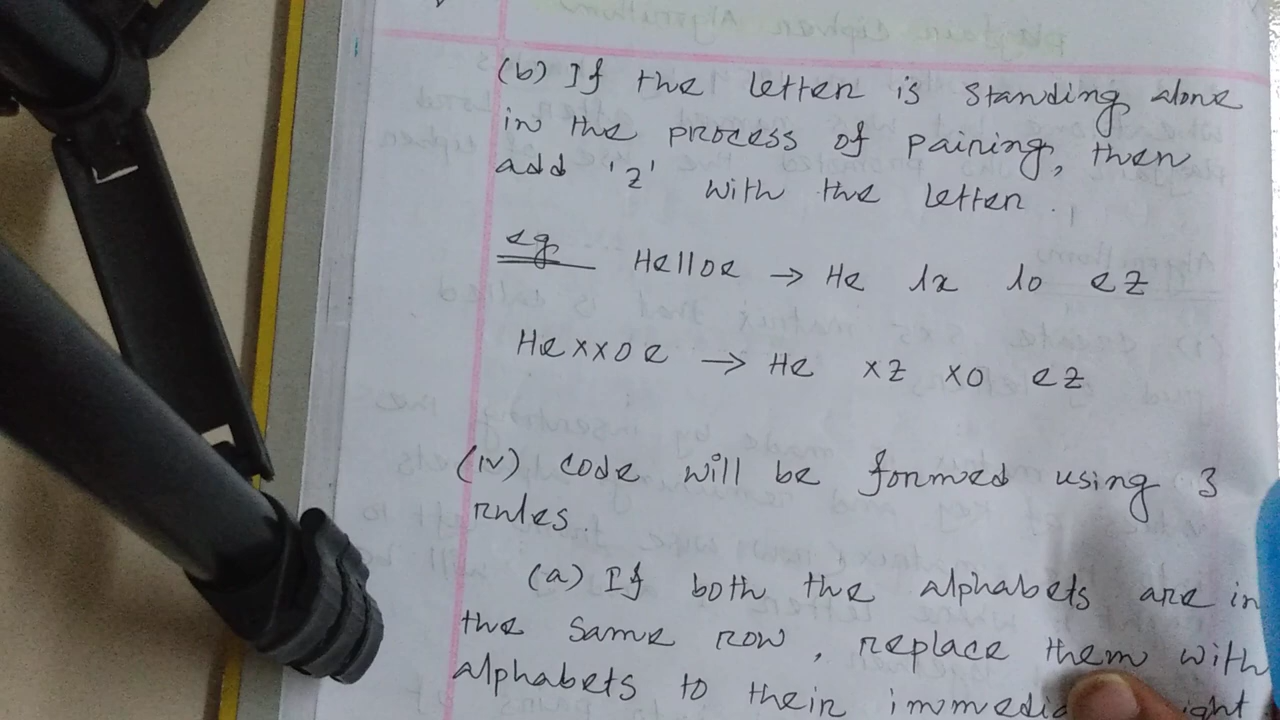 (b) If the letter is standing alone
in the process of pairing, then
add 'z' with the letter.
eg Helloe → He lx lo ez
Hexxoe → He xz xo ez
(iv) code will be formed using 3
rules.
(a) If both the alphabets are in
the same row, replace them with
alphabets to their